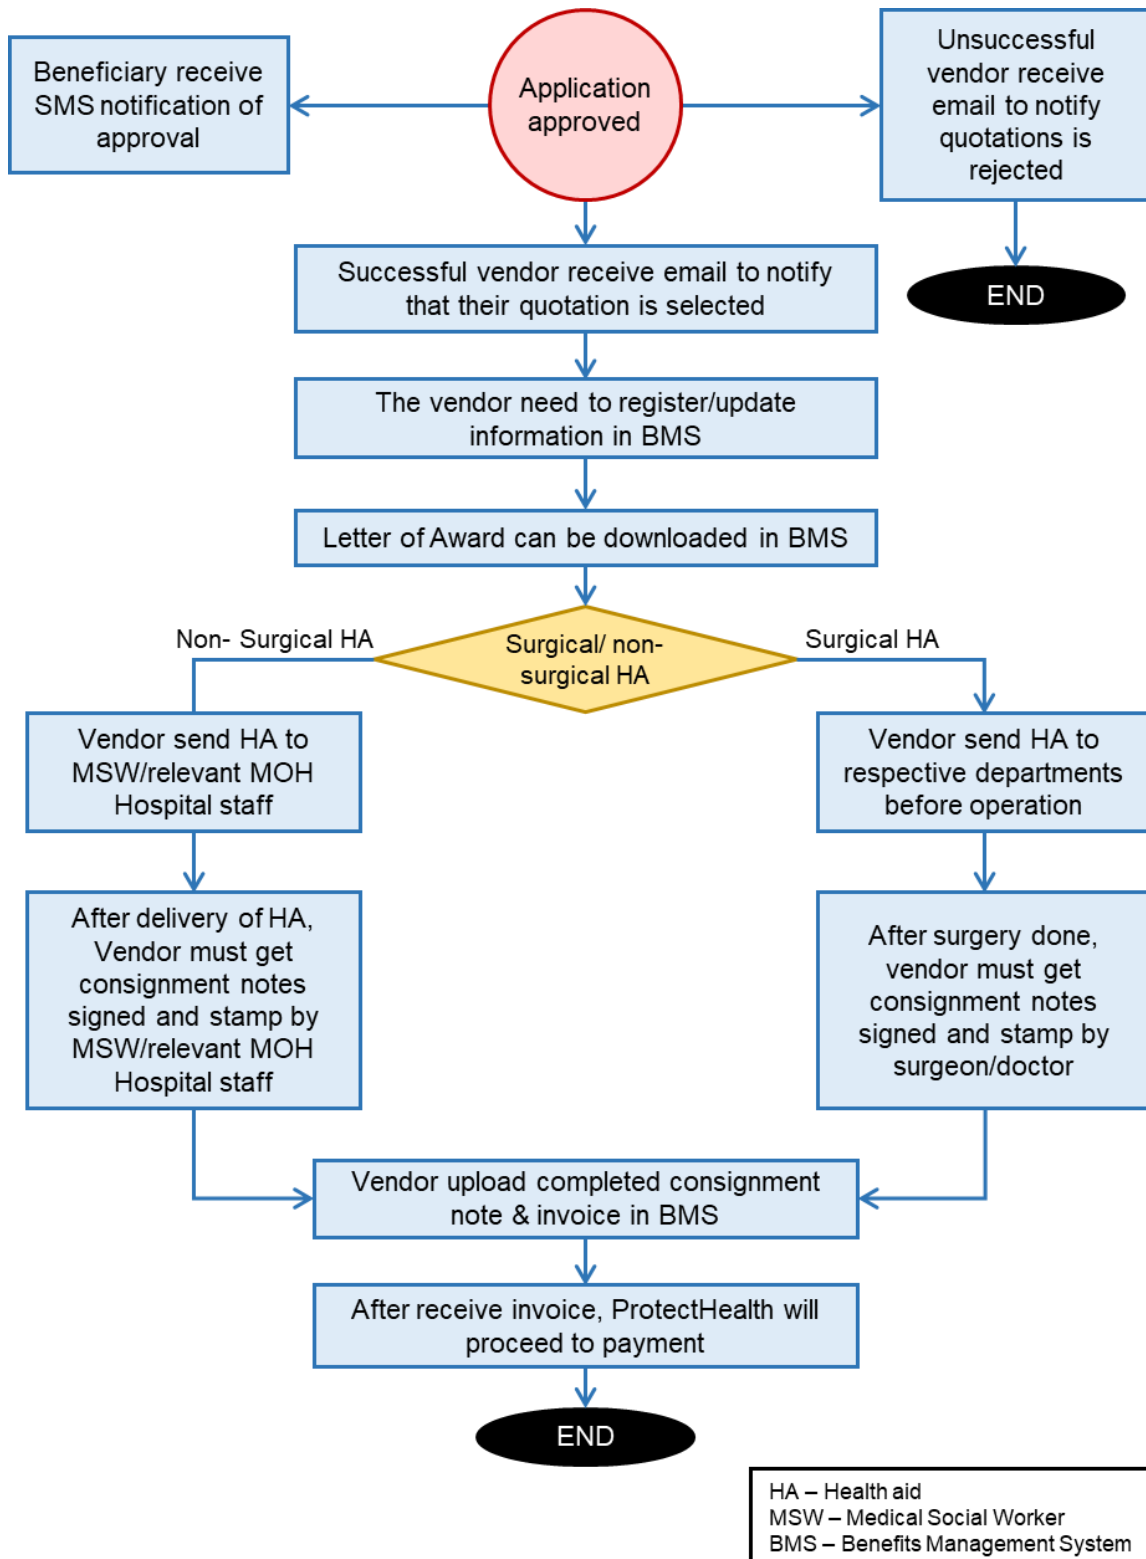 Beneficiary receive
SMS notification of
approval
Application
approved
Unsuccessful
vendor receive
email to notify
quotations is
rejected
END
Successful vendor receive email to notify
that their quotation is selected
The vendor need to register/update
information in BMS
Letter of Award can be downloaded in BMS
Non- Surgical HA
Surgical/ non-
surgical HA
Surgical HA
Vendor send HA to
MSW/relevant MOH
Hospital staff
Vendor send HA to
respective departments
before operation
After delivery of HA,
Vendor must get
consignment notes
signed and stamp by
MSW/relevant MOH
Hospital staff
After surgery done,
vendor must get
consignment notes
signed and stamp by
surgeon/doctor
Vendor upload completed consignment
note & invoice in BMS
After receive invoice, ProtectHealth will
proceed to payment
END
HA – Health aid
MSW – Medical Social Worker
BMS – Benefits Management System